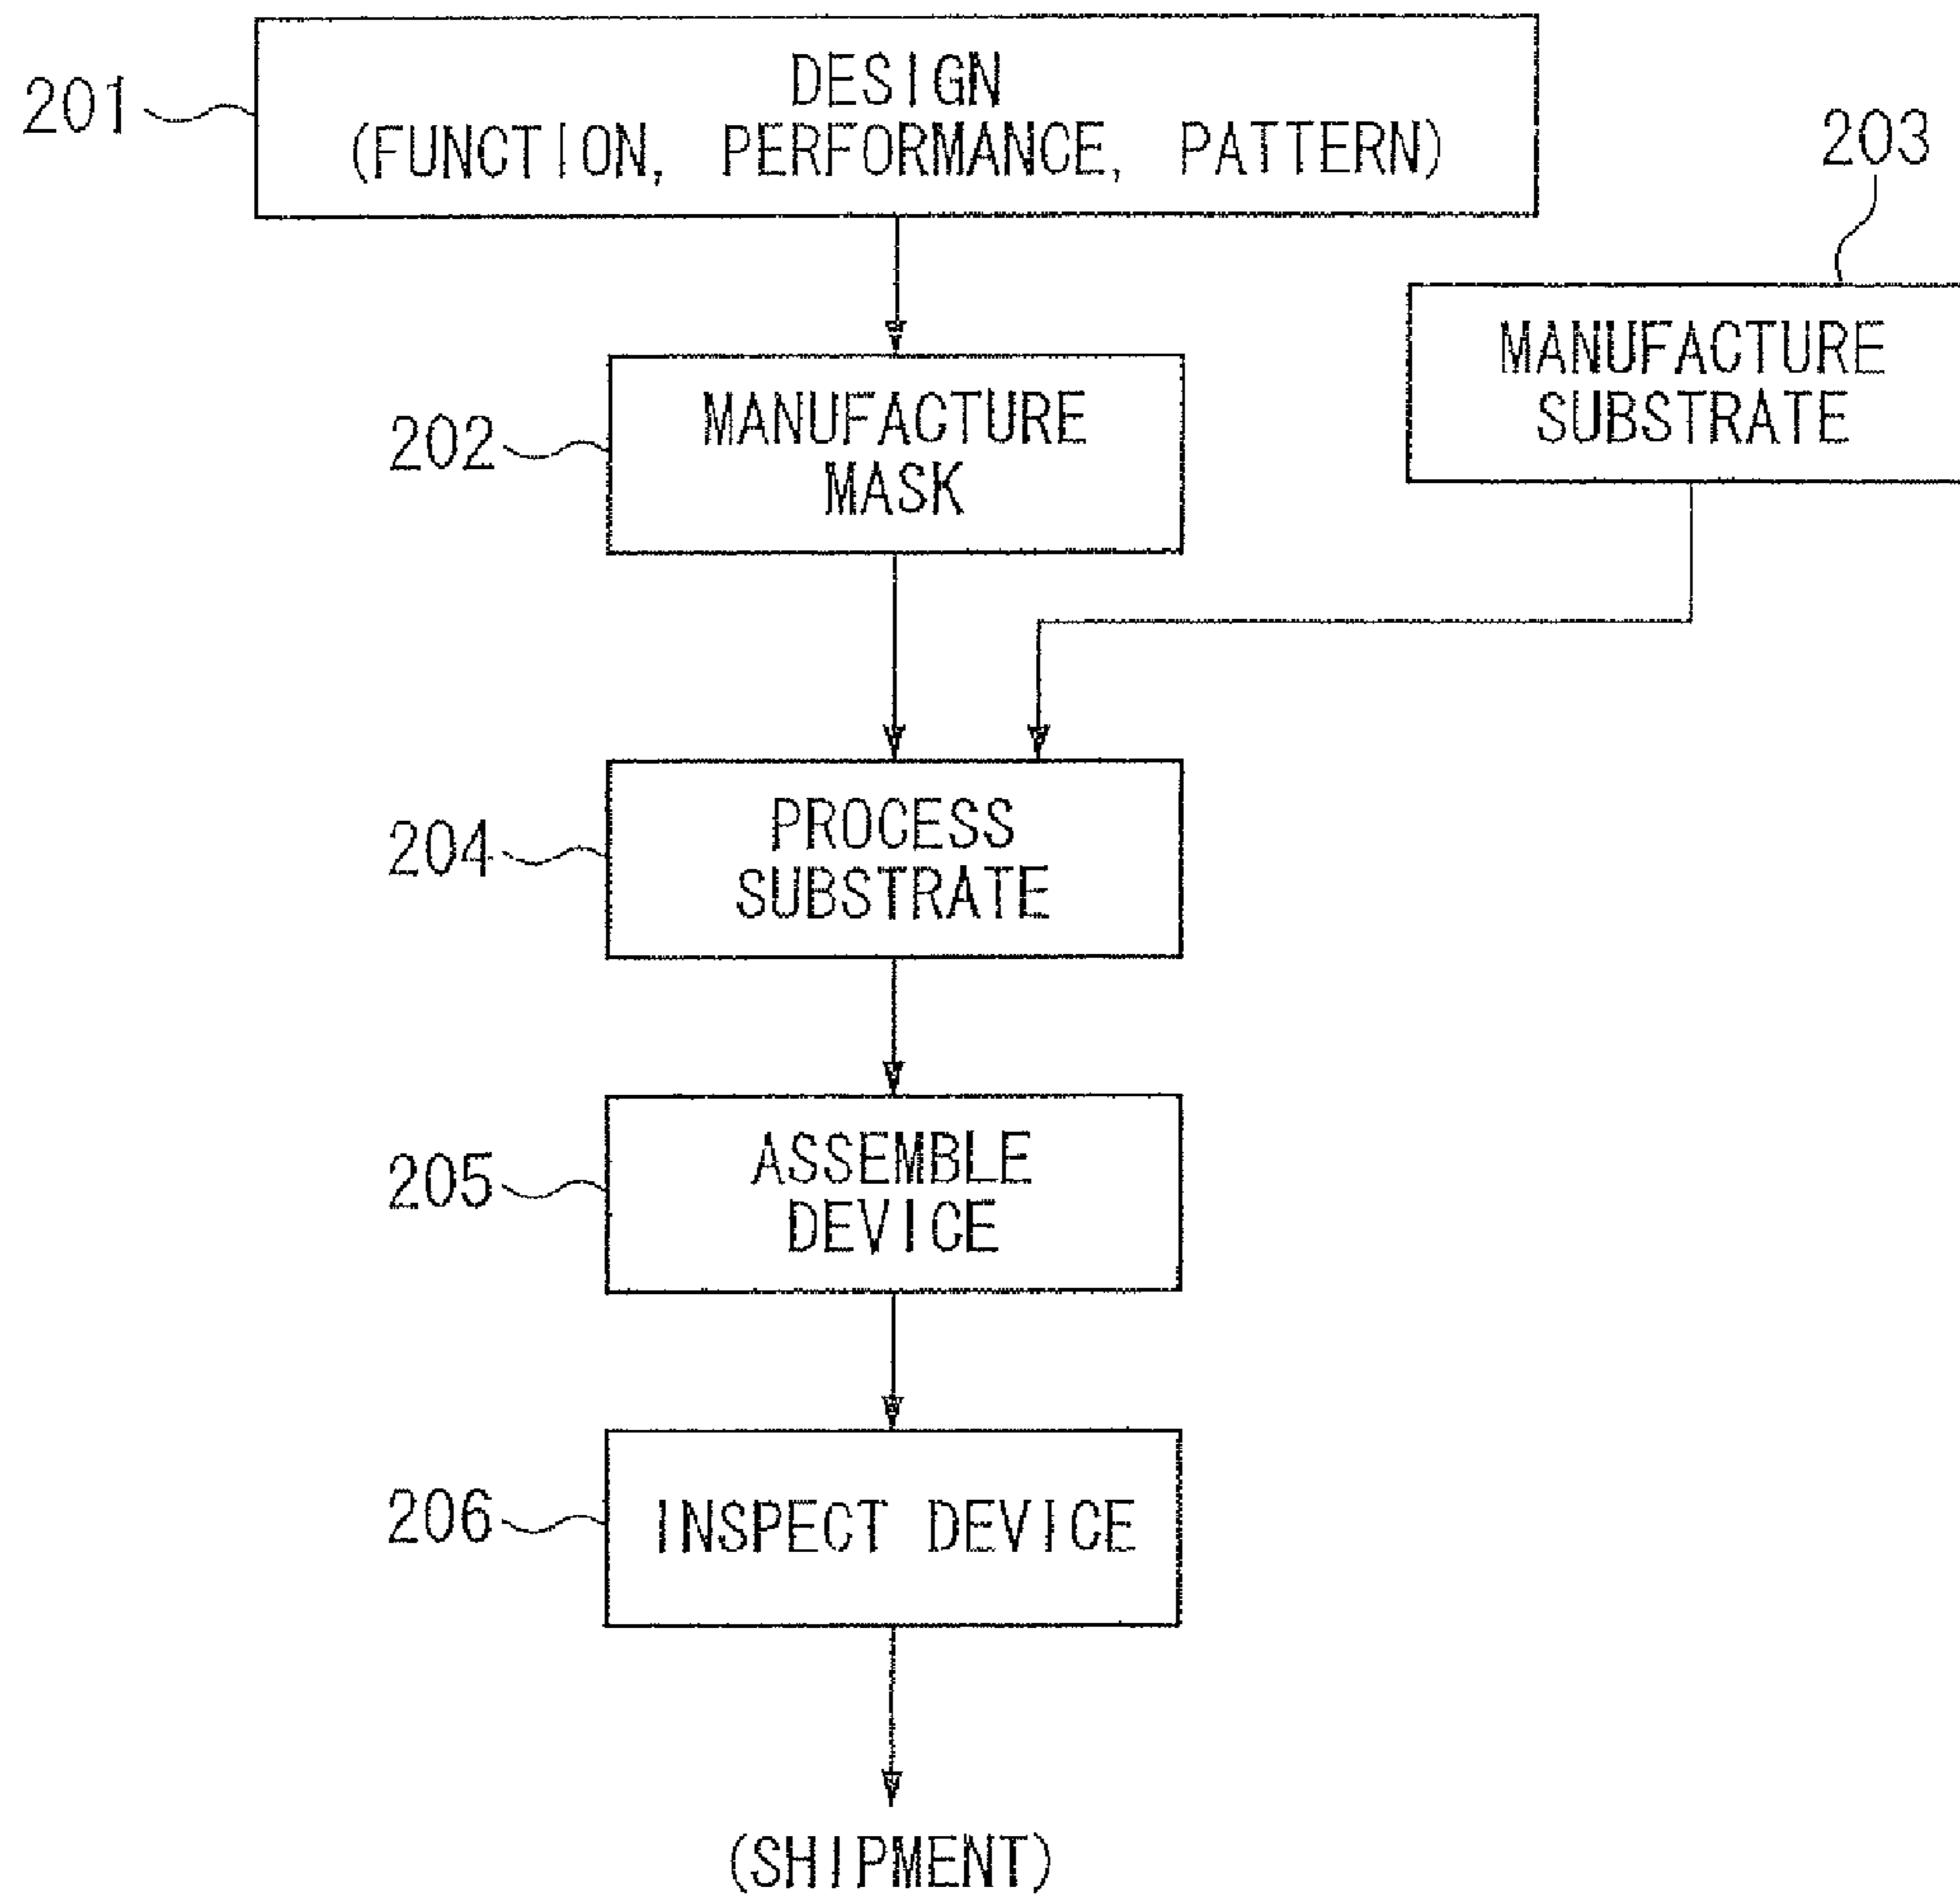 201
DESIGN
(FUNCTION, PERFORMANCE, PATTERN)
203
MANUFACTURE
SUBSTRATE
202
MANUFACTURE
MASK
204
PROCESS
SUBSTRATE
205
ASSEMBLE
DEVICE
206
INSPECT DEVICE
(SHIPMENT)